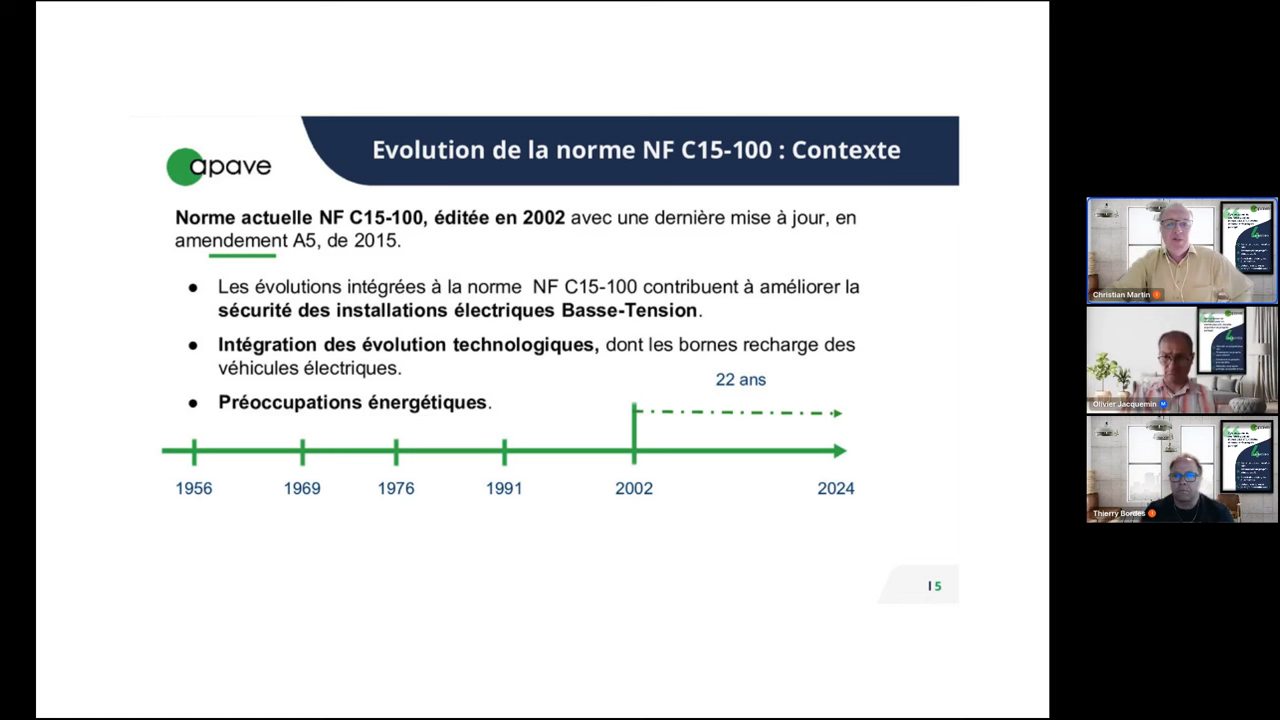 apave
Evolution de la norme NF C15-100 : Contexte
Norme actuelle NF C15-100, éditée en 2002 avec une dernière mise à jour, en
amendement A5, de 2015.
● Les évolutions intégrées à la norme NF C15-100 contribuent à améliorer la
sécurité des installations électriques Basse-Tension.
● Intégration des évolution technologiques, dont les bornes recharge des
véhicules électriques.
22 ans
● Préoccupations énergétiques.
1956 1969 1976 1991 2002 2024
I 5
Christian Martin
Olivier Jacquemin M
Thierry Bordes